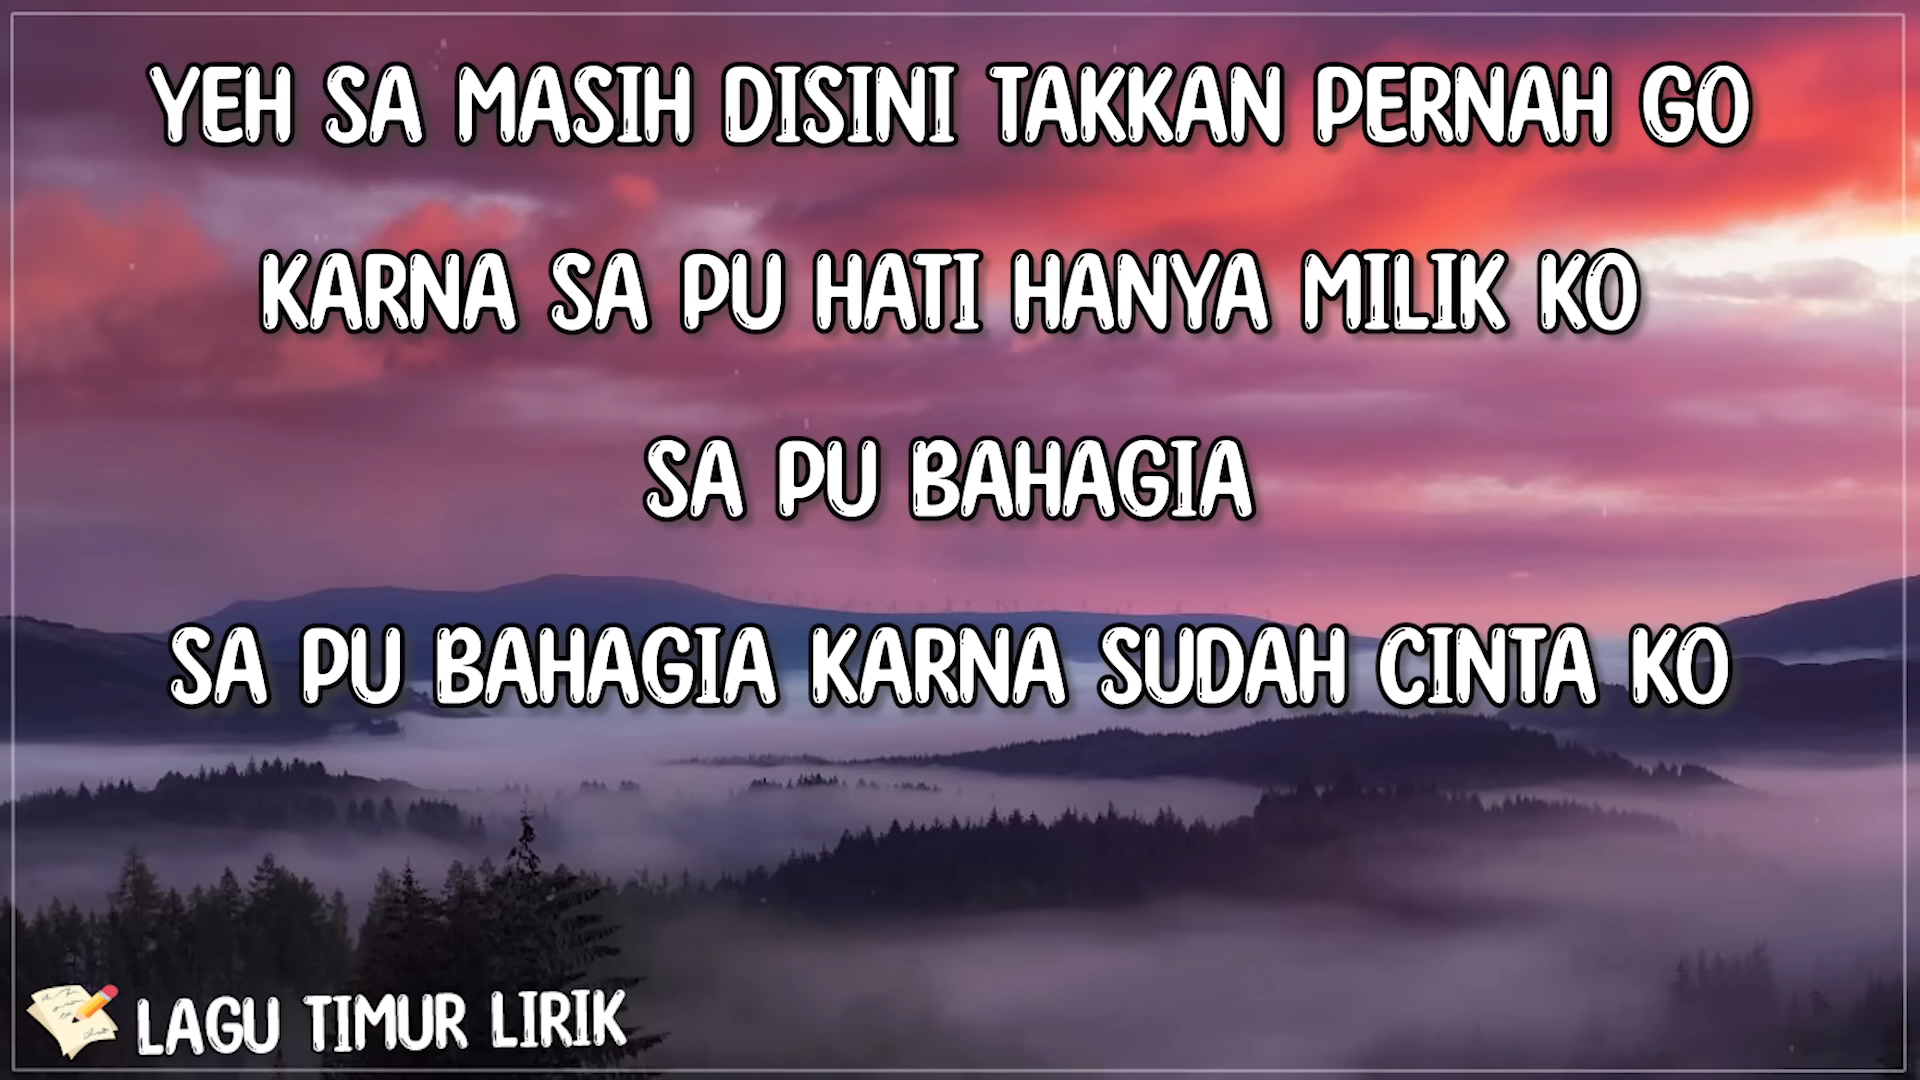 YEH SA MASIH DISINI TAKKAN PERNAH GO
KARNA SA PU HATI HANYA MILIK KO
SA PU BAHAGIA
SA PU BAHAGIA KARNA SUDAH CINTA KO
LAGU TIMUR LIRIK